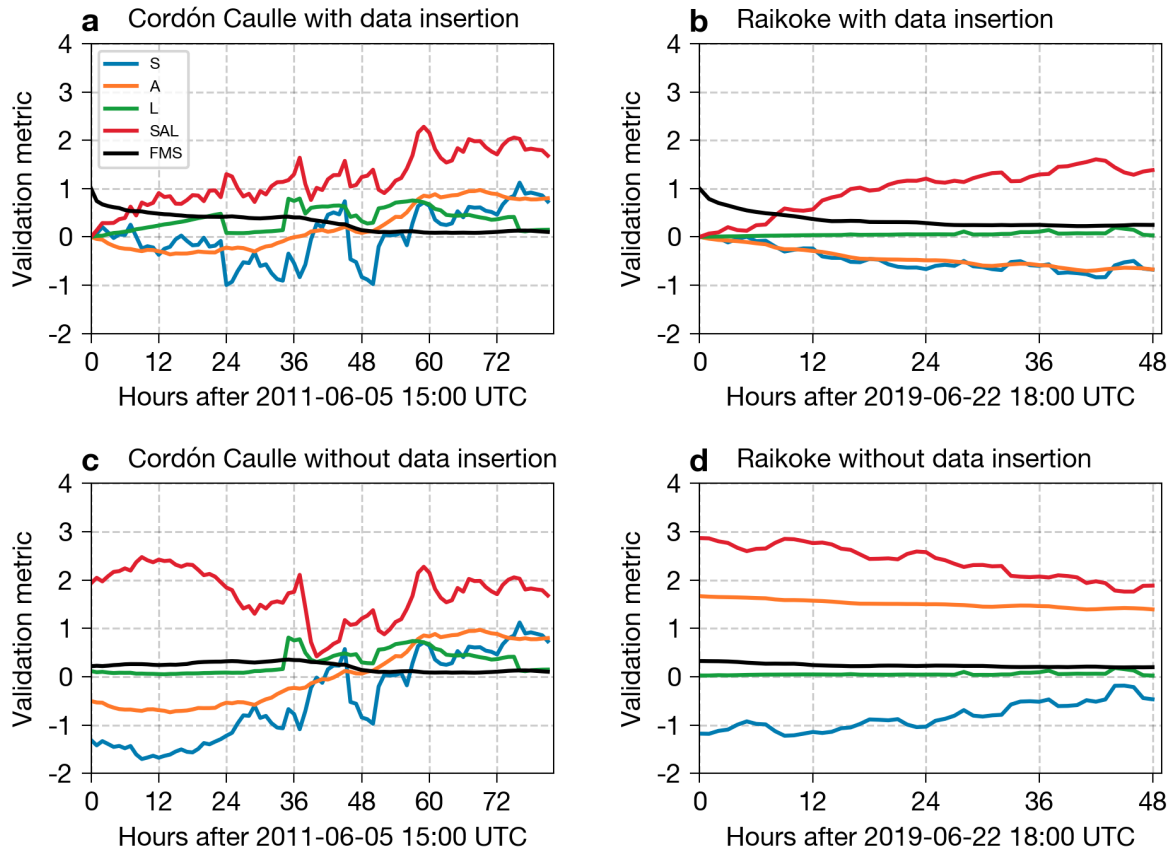 a Cordón Caulle with data insertion
4
3
2
1
0
-1
-2
Validation metric
S
A
L
SAL
FMS
0 12 24 36 48 60 72
Hours after 2011-06-05 15:00 UTC
b Raikoke with data insertion
4
3
2
1
0
-1
-2
Validation metric
0 12 24 36 48
Hours after 2019-06-22 18:00 UTC
c Cordón Caulle without data insertion
4
3
2
1
0
-1
-2
Validation metric
0 12 24 36 48 60 72
Hours after 2011-06-05 15:00 UTC
d Raikoke without data insertion
4
3
2
1
0
-1
-2
Validation metric
0 12 24 36 48
Hours after 2019-06-22 18:00 UTC